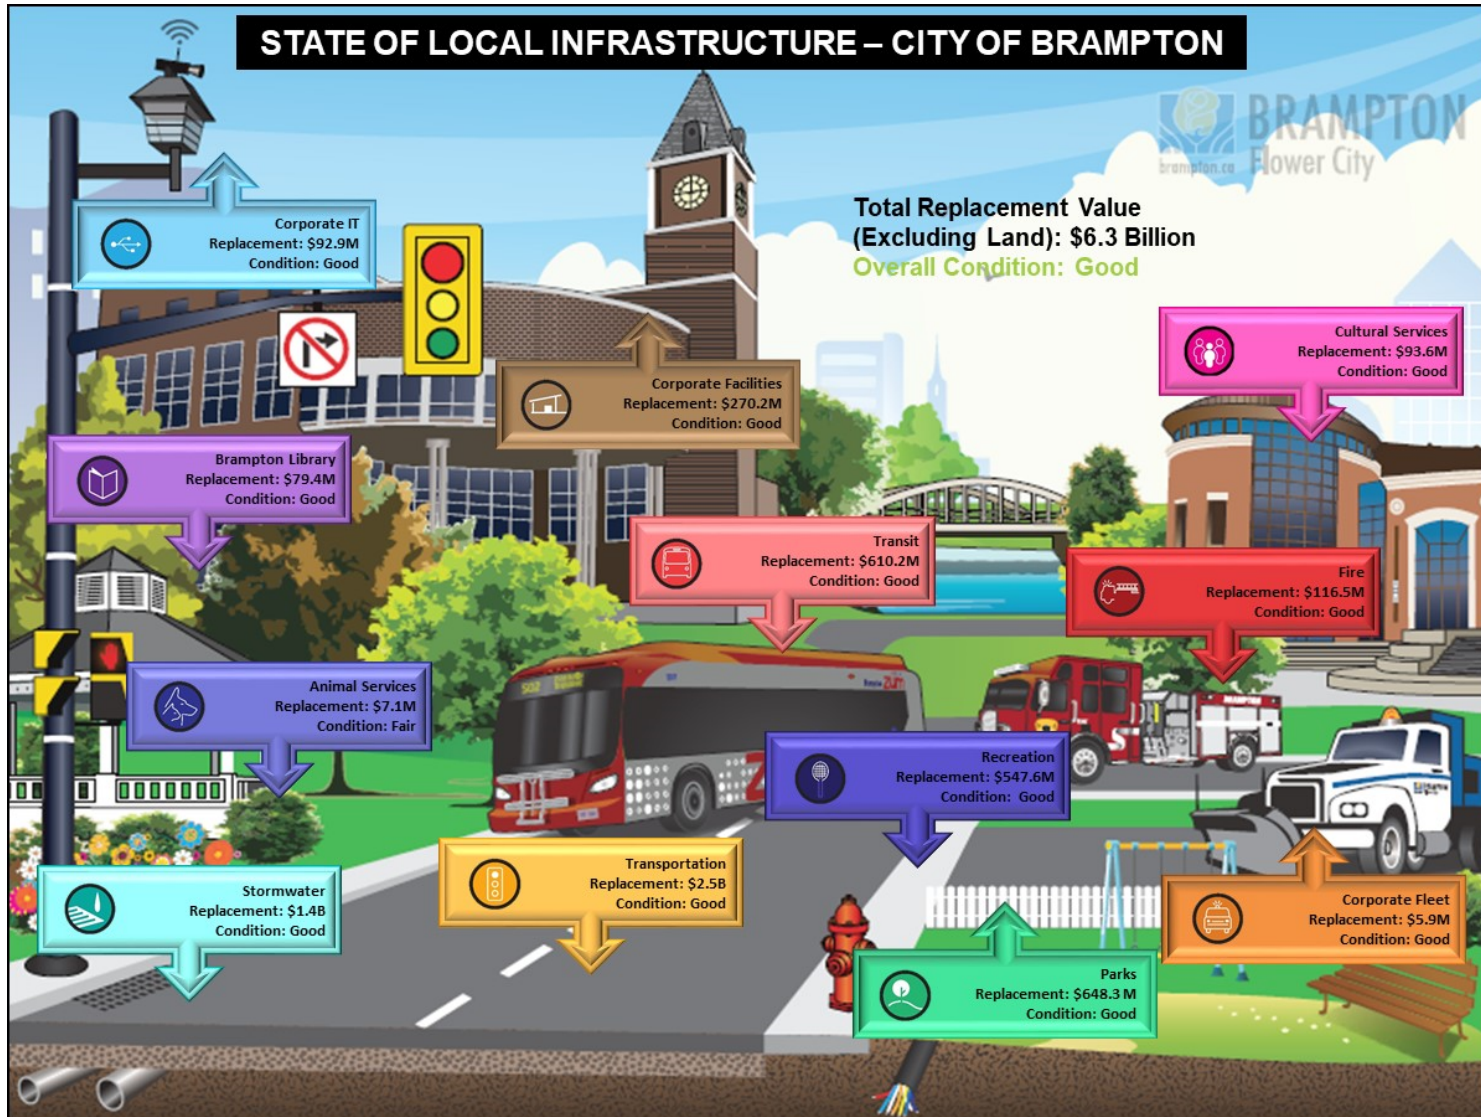 STATE OF LOCAL INFRASTRUCTURE – CITY OF BRAMPTON
BRAMPTON
brampton.ca
Flower City
Total Replacement Value
(Excluding Land): $6.3 Billion
Overall Condition: Good
Corporate IT
Replacement: $92.9M
Condition: Good
Cultural Services
Replacement: $93.6M
Condition: Good
Corporate Facilities
Replacement: $270.2M
Condition: Good
Brampton Library
Replacement: $79.4M
Condition: Good
Transit
Replacement: $610.2M
Condition: Good
Fire
Replacement: $116.5M
Condition: Good
Animal Services
Replacement: $7.1M
Condition: Fair
502
züm
BRAMPTON
Recreation
Replacement: $547.6M
Condition: Good
Transportation
Replacement: $2.5B
Condition: Good
Stormwater
Replacement: $1.4B
Condition: Good
Corporate Fleet
Replacement: $5.9M
Condition: Good
Parks
Replacement: $648.3 M
Condition: Good